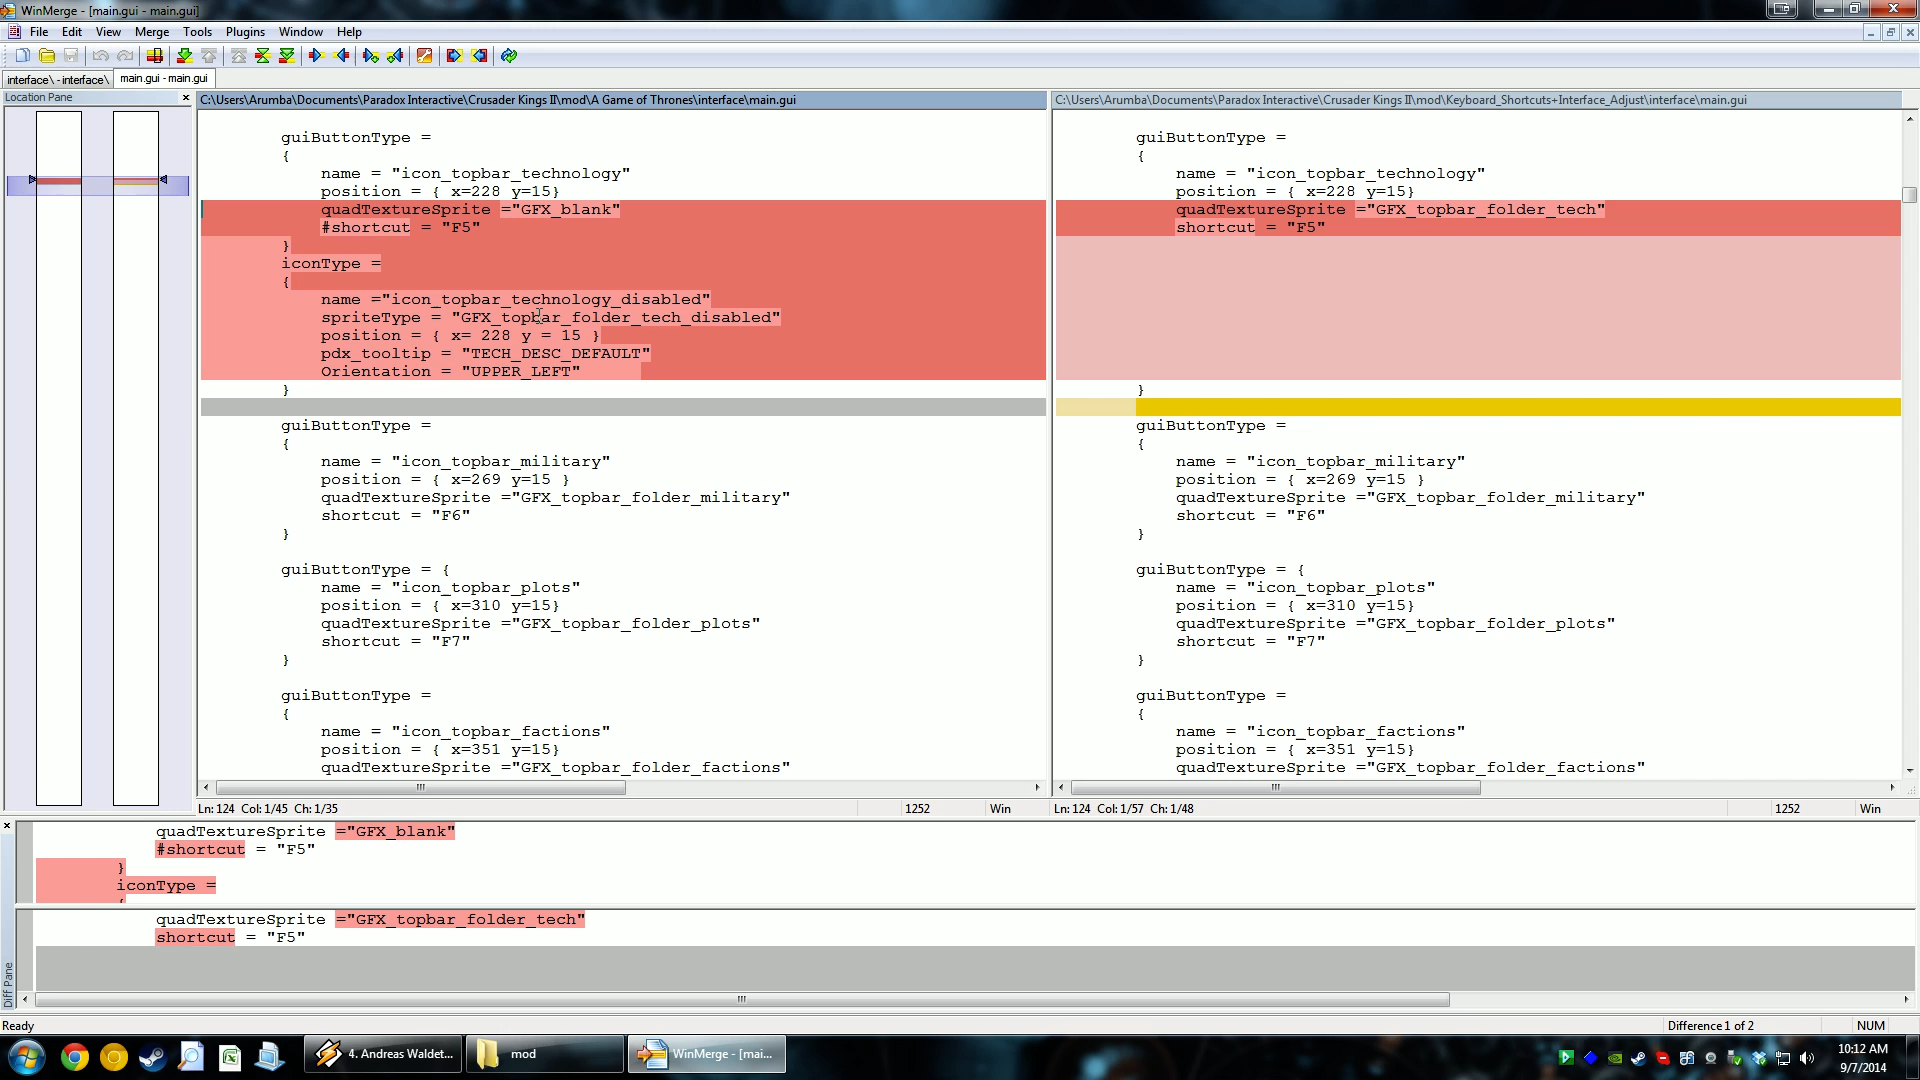 WinMerge - [main.gui - main.gui]
File Edit View Merge Tools Plugins Window Help
interface\ - interface\ main.gui - main.gui
Location Pane
C:\Users\Arumba\Documents\Paradox Interactive\Crusader Kings II\mod\A Game of Thrones\interface\main.gui
guiButtonType =
{
name = "icon_topbar_technology"
position = { x=228 y=15}
quadTextureSprite ="GFX_blank"
#shortcut = "F5"
}
iconType =
{
name ="icon_topbar_technology_disabled"
spriteType = "GFX_topbar_folder_tech_disabled"
position = { x= 228 y = 15 }
pdx_tooltip = "TECH_DESC_DEFAULT"
Orientation = "UPPER_LEFT"
}
guiButtonType =
{
name = "icon_topbar_military"
position = { x=269 y=15 }
quadTextureSprite ="GFX_topbar_folder_military"
shortcut = "F6"
}
guiButtonType = {
name = "icon_topbar_plots"
position = { x=310 y=15}
quadTextureSprite ="GFX_topbar_folder_plots"
shortcut = "F7"
}
guiButtonType =
{
name = "icon_topbar_factions"
position = { x=351 y=15}
quadTextureSprite ="GFX_topbar_folder_factions"
Ln: 124 Col: 1/45 Ch: 1/35 1252 Win
C:\Users\Arumba\Documents\Paradox Interactive\Crusader Kings II\mod\Keyboard_Shortcuts+Interface_Adjust\interface\main.gui
guiButtonType =
{
name = "icon_topbar_technology"
position = { x=228 y=15}
quadTextureSprite ="GFX_topbar_folder_tech"
shortcut = "F5"
}
guiButtonType =
{
name = "icon_topbar_military"
position = { x=269 y=15 }
quadTextureSprite ="GFX_topbar_folder_military"
shortcut = "F6"
}
guiButtonType = {
name = "icon_topbar_plots"
position = { x=310 y=15}
quadTextureSprite ="GFX_topbar_folder_plots"
shortcut = "F7"
}
guiButtonType =
{
name = "icon_topbar_factions"
position = { x=351 y=15}
quadTextureSprite ="GFX_topbar_folder_factions"
Ln: 124 Col: 1/57 Ch: 1/48 1252 Win
Diff Pane
quadTextureSprite ="GFX_blank"
#shortcut = "F5"
}
iconType =
{
quadTextureSprite ="GFX_topbar_folder_tech"
shortcut = "F5"
Ready Difference 1 of 2 NUM
4. Andreas Waldet... mod WinMerge - [mai...
10:12 AM
9/7/2014